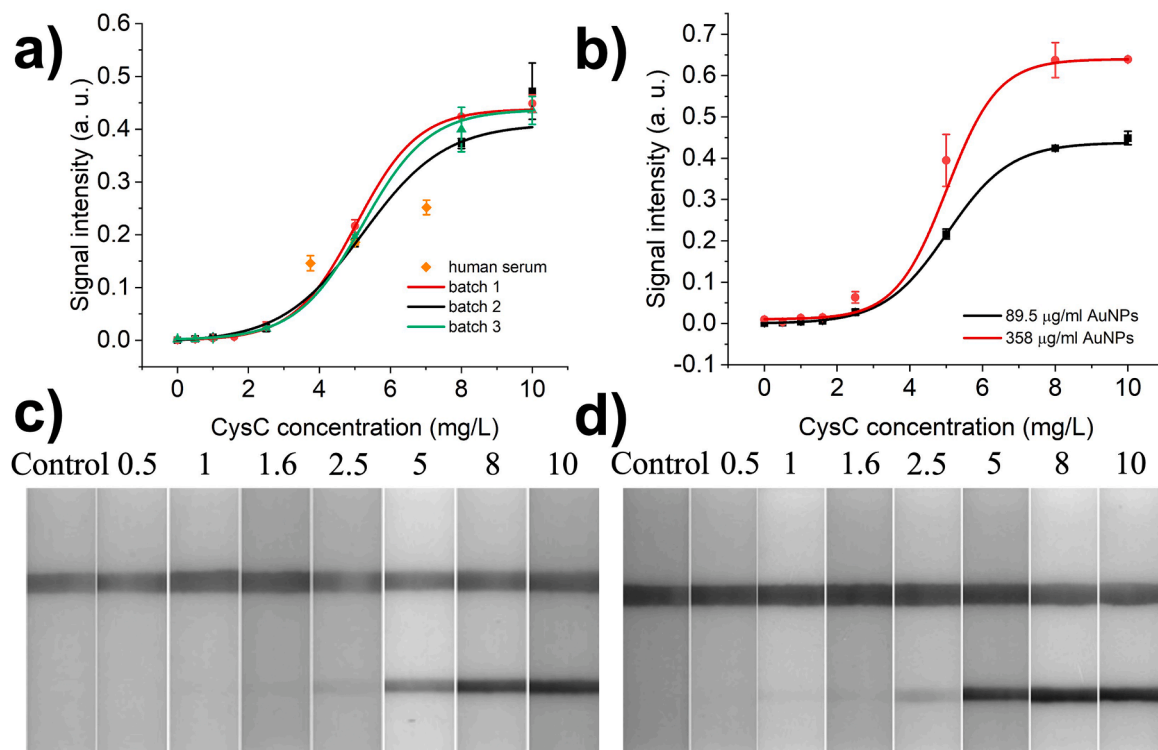 a)
Signal intensity (a. u.)
0.6
0.5
0.4
0.3
0.2
0.1
0.0
0 2 4 6 8 10
CysC concentration (mg/L)
human serum
batch 1
batch 2
batch 3
b)
Signal intensity (a. u.)
0.7
0.6
0.5
0.4
0.3
0.2
0.1
0.0
-0.1
0 2 4 6 8 10
CysC concentration (mg/L)
89.5 µg/ml AuNPs
358 µg/ml AuNPs
c)
Control 0.5 1 1.6 2.5 5 8 10
d)
Control 0.5 1 1.6 2.5 5 8 10